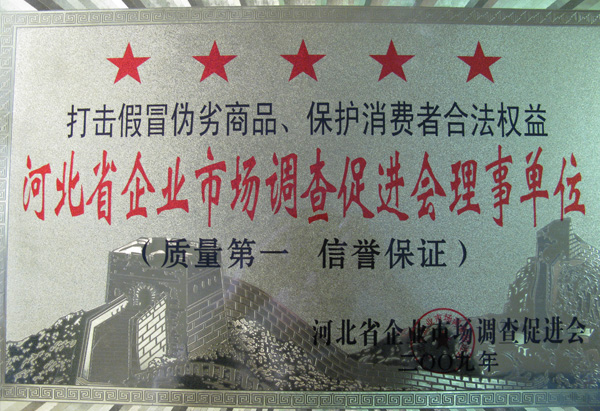 打击假冒伪劣商品、保护消费者合法权益
河北省企业市场调查促进会理事单位
（质量第一　信誉保证）
河北省企业市场调查促进会
二〇〇九年